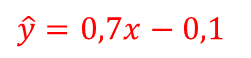 ŷ = 0,7x − 0,1